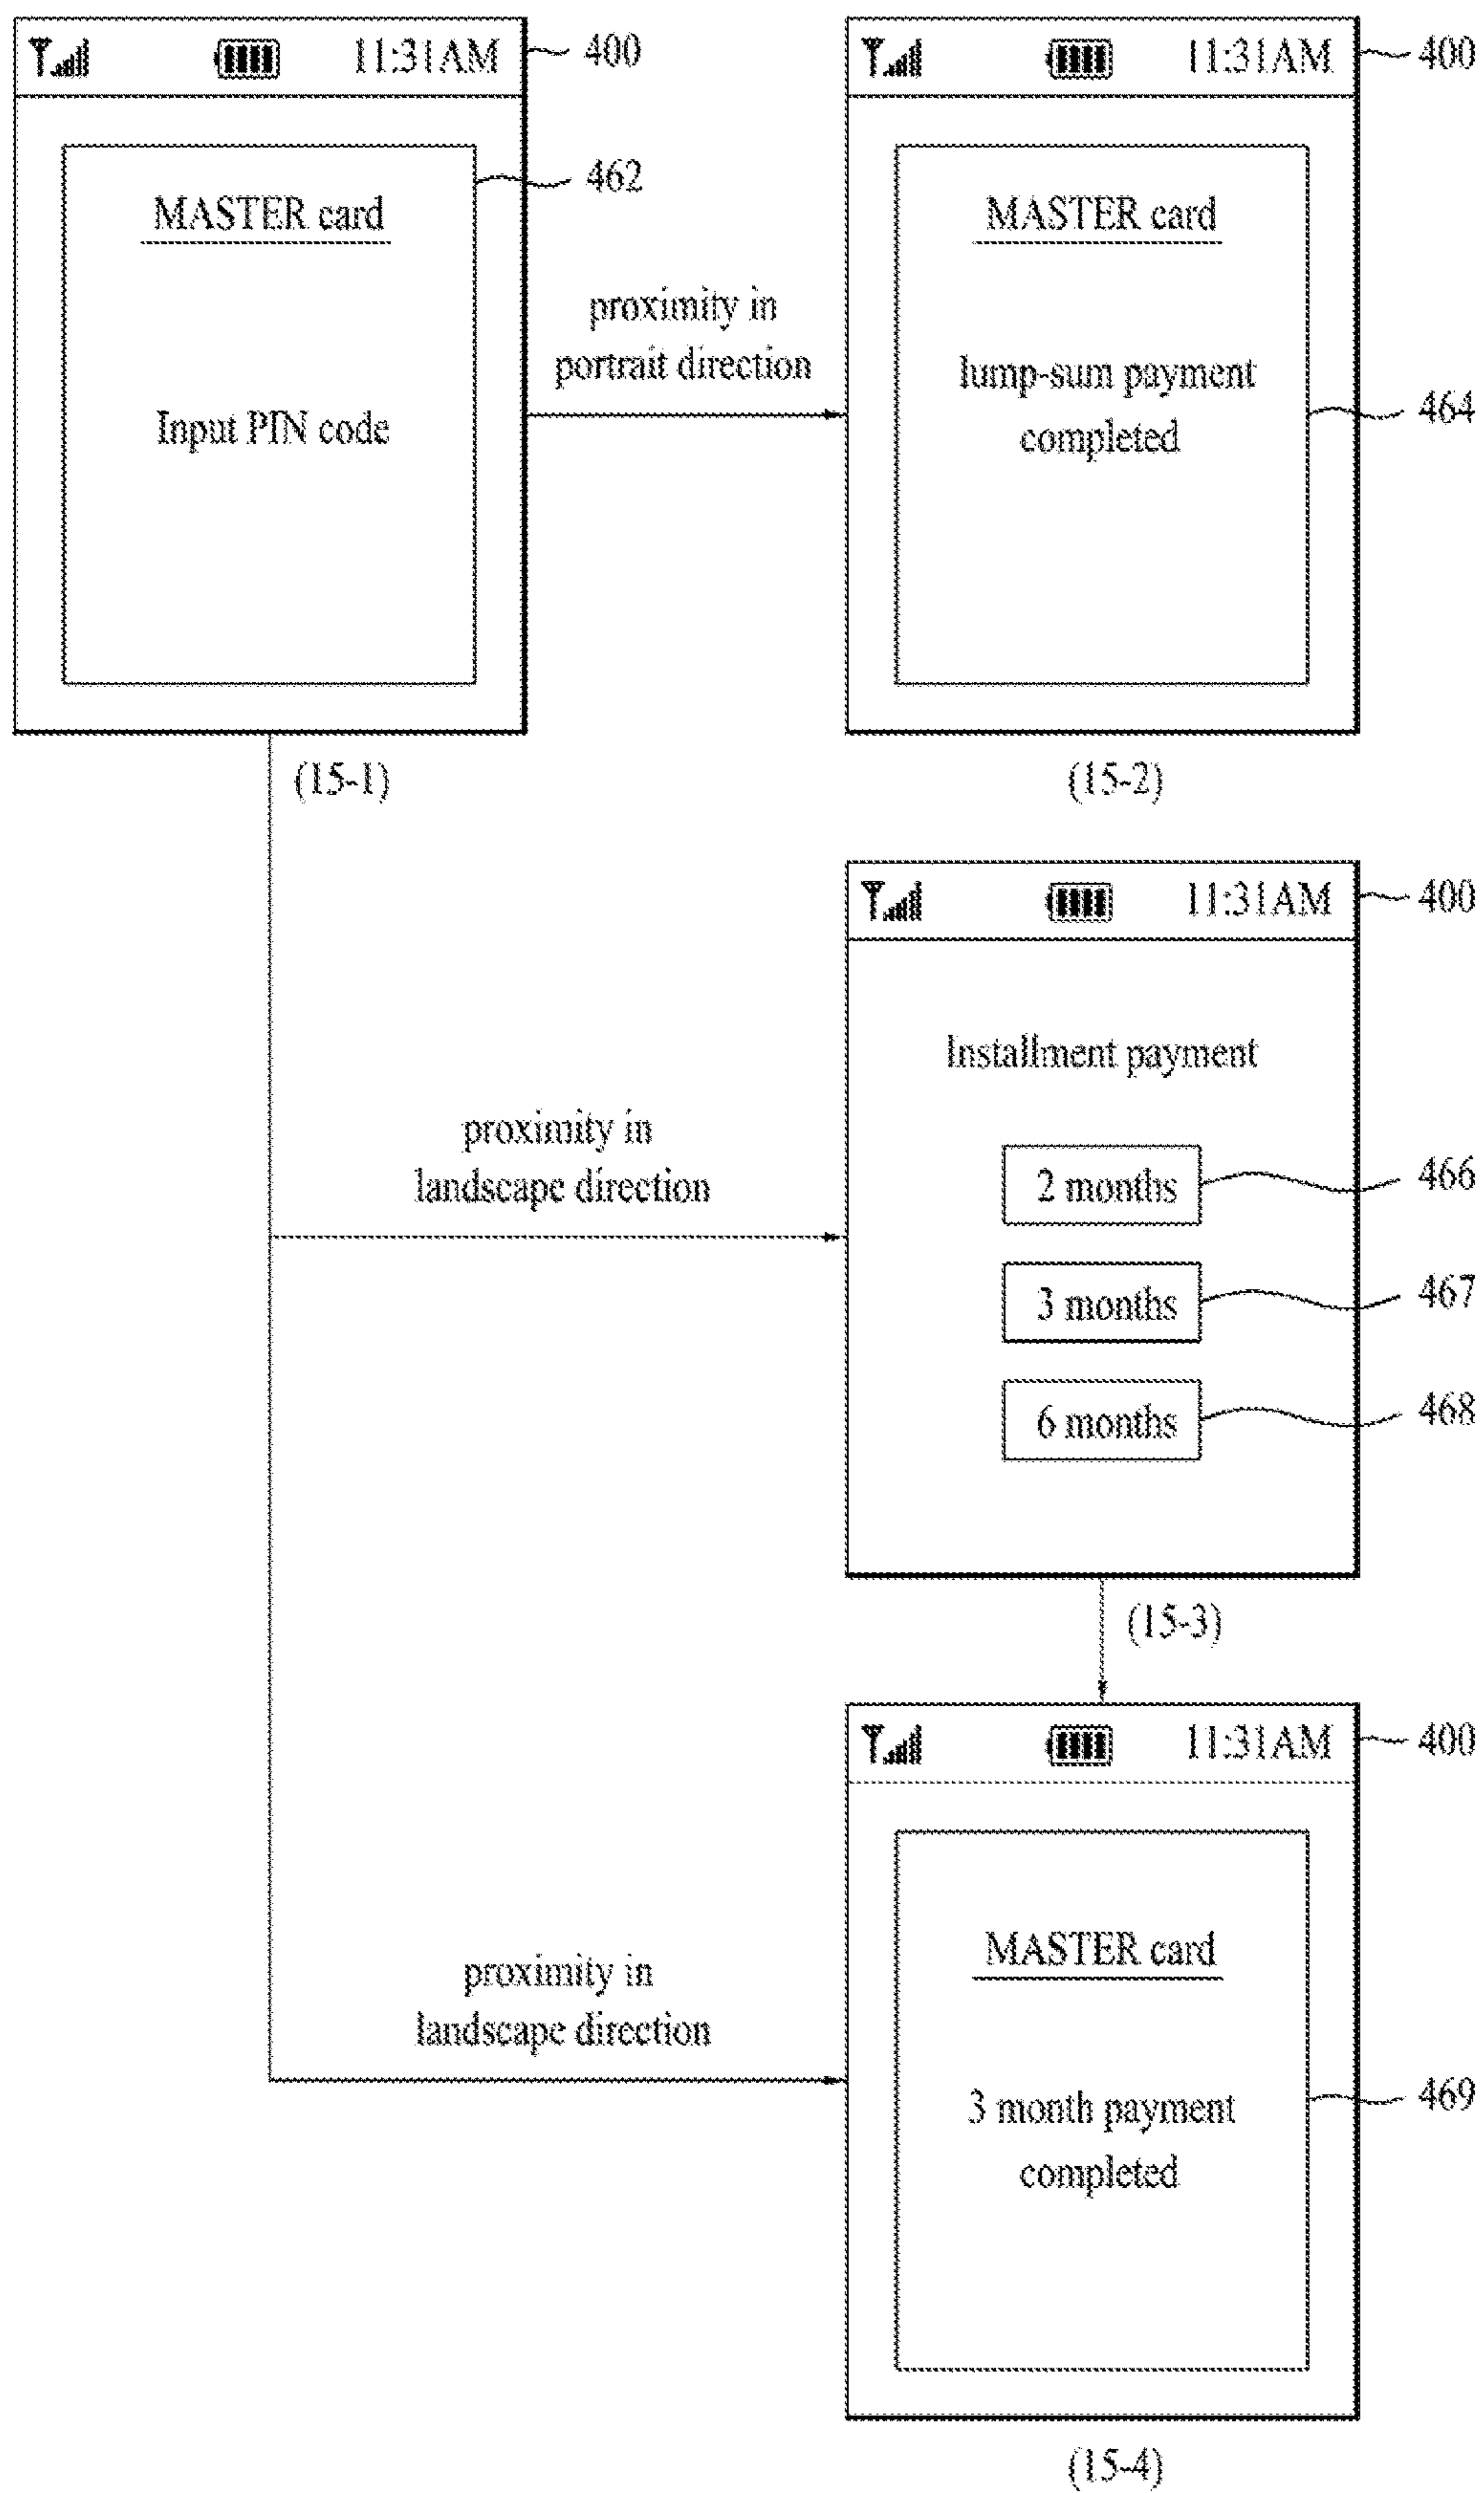 11:31AM
400
462
MASTER card
Input PIN code
(15-1)
proximity in
portrait direction
11:31AM
400
MASTER card
lump-sum payment
completed
464
(15-2)
proximity in
landscape direction
11:31AM
400
Installment payment
2 months
466
3 months
467
6 months
468
(15-3)
proximity in
landscape direction
11:31AM
400
MASTER card
3 month payment
completed
469
(15-4)